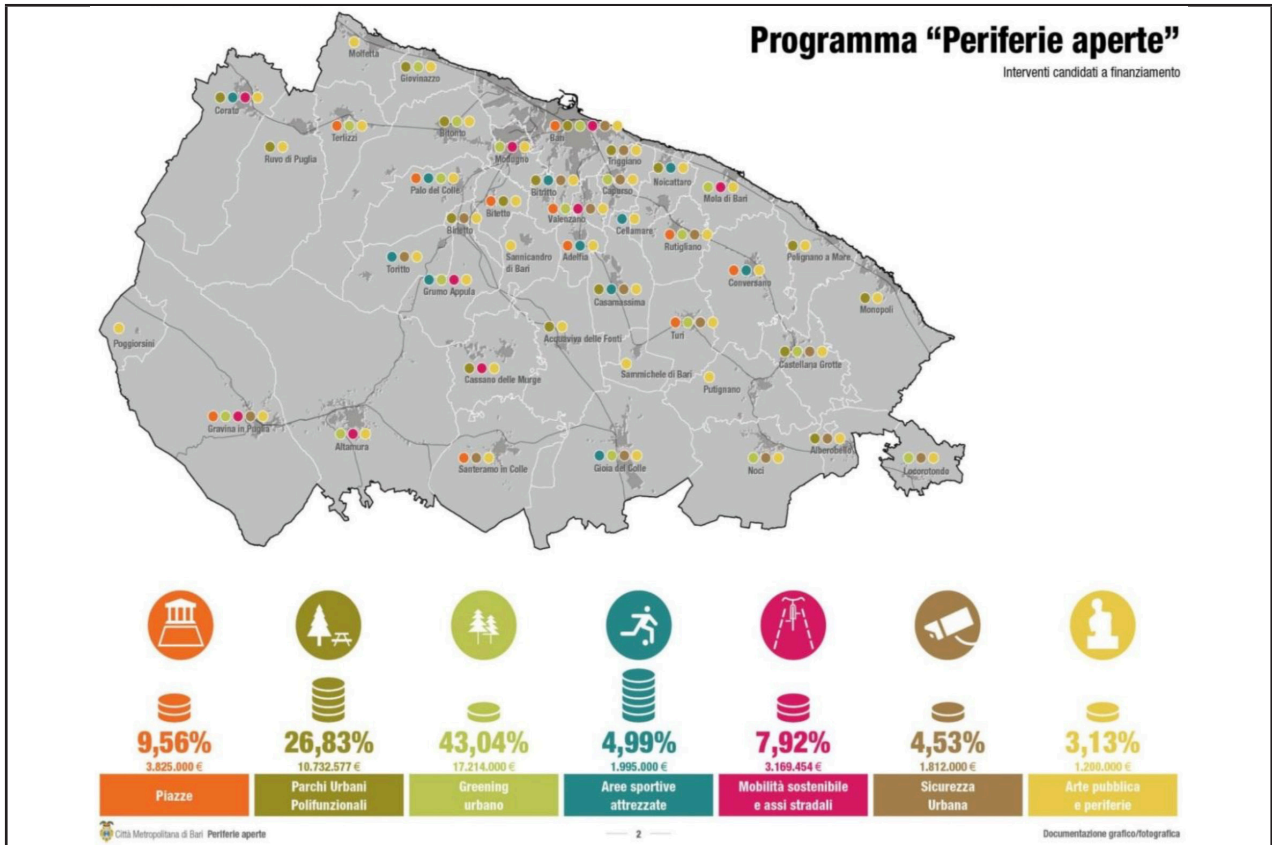 Programma “Periferie aperte”
Interventi candidati a finanziamento
Molfetta
Giovinazzo
Corato
Terlizzi
Bitonto
Bari
Ruvo di Puglia
Modugno
Triggiano
Noicattaro
Palo del Colle
Bitritto
Capurso
Mola di Bari
Bitetto
Valenzano
Binetto
Cellamare
Rutigliano
Toritto
Sannicandro
di Bari
Adelfia
Polignano a Mare
Grumo Appula
Conversano
Casamassima
Monopoli
Poggiorsini
Acquaviva delle Fonti
Turi
Cassano delle Murge
Sammichele di Bari
Castellana Grotte
Putignano
Gravina in Puglia
Altamura
Santeramo in Colle
Gioia del Colle
Noci
Alberobello
Locorotondo
9,56%
3.825.000 €
Piazze
26,83%
10.732.577 €
Parchi Urbani
Polifunzionali
43,04%
17.214.000 €
Greening
urbano
4,99%
1.995.000 €
Aree sportive
attrezzate
7,92%
3.169.454 €
Mobilità sostenibile
e assi stradali
4,53%
1.812.000 €
Sicurezza
Urbana
3,13%
1.200.000 €
Arte pubblica
e periferie
Città Metropolitana di Bari Periferie aperte
2
Documentazione grafico/fotografica